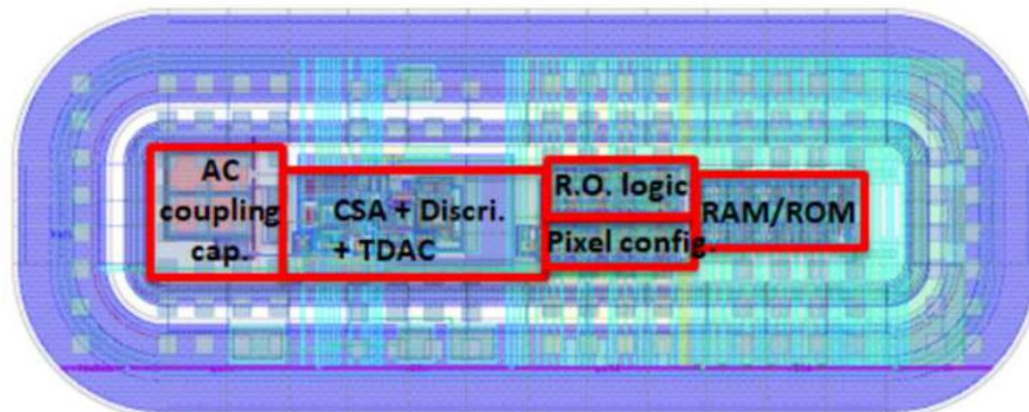 AC
coupling
cap.
CSA + Discri.
+ TDAC
R.O. logic
Pixel config.
RAM/ROM